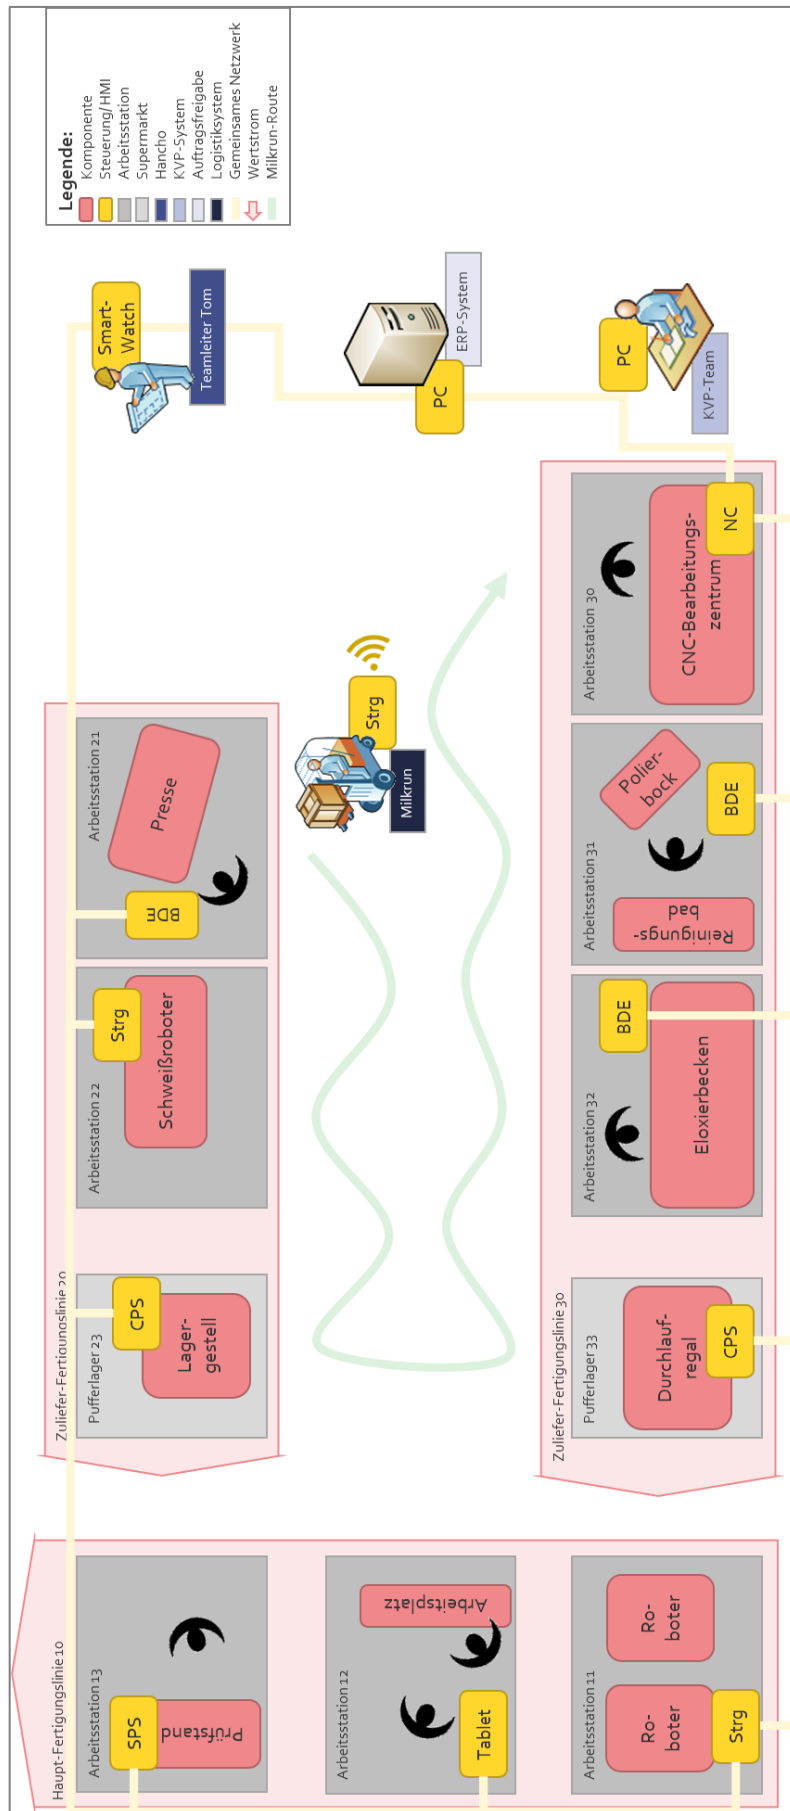 Legende:
Komponente
Steuerung/HMI
Arbeitsstation
Supermarkt
Hancho
KVP-System
Auftragsfreigabe
Logistiksystem
Gemeinsames Netzwerk
Wertstrom
Milkrun-Route
Smart-
Watch
Teamleiter Tom
PC
ERP-System
PC
KVP-Team
Milkrun
Strg
Zuliefer-Fertigungslinie 20
Arbeitsstation 21
Presse
BDE
Arbeitsstation 22
Strg
Schweißroboter
Pufferlager 23
CPS
Lager-
gestell
Zuliefer-Fertigungslinie 30
Arbeitsstation 30
CNC-Bearbeitungs-
zentrum
NC
Arbeitsstation 31
Polier-
bock
BDE
Reinigungs-
bad
Arbeitsstation 32
BDE
Eloxierbecken
Pufferlager 33
Durchlauf-
regal
CPS
Haupt-Fertigungslinie 10
Arbeitsstation 13
SPS
Prüfstand
Arbeitsstation 12
Arbeitsplatz
Tablet
Arbeitsstation 11
Ro-
boter
Ro-
boter
Strg